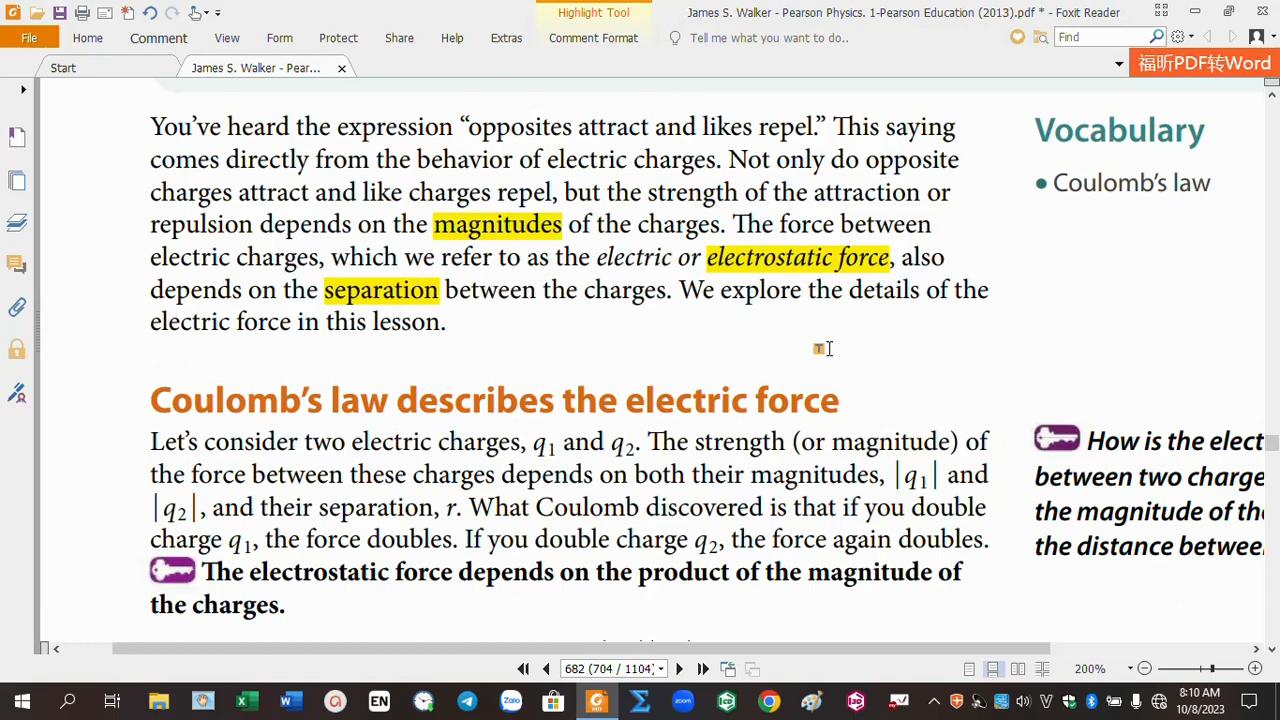 Highlight Tool
James S. Walker - Pearson Physics. 1-Pearson Education (2013).pdf * - Foxit Reader
File Home Comment View Form Protect Share Help Extras Comment Format Tell me what you want to do.. Find
Start James S. Walker - Pear... 福昕PDF转Word
You've heard the expression “opposites attract and likes repel.” This saying
comes directly from the behavior of electric charges. Not only do opposite
charges attract and like charges repel, but the strength of the attraction or
repulsion depends on the magnitudes of the charges. The force between
electric charges, which we refer to as the electric or electrostatic force, also
depends on the separation between the charges. We explore the details of the
electric force in this lesson.
Vocabulary
• Coulomb's law
T
Coulomb's law describes the electric force
Let's consider two electric charges, q1 and q2. The strength (or magnitude) of
the force between these charges depends on both their magnitudes, |q1| and
|q2|, and their separation, r. What Coulomb discovered is that if you double
charge q1, the force doubles. If you double charge q2, the force again doubles.
The electrostatic force depends on the product of the magnitude of
the charges.
How is the elect
between two charge
the magnitude of the
the distance betwee
682 (704 / 1104) 200%
EN Zalo zoom V 8:10 AM
10/8/2023